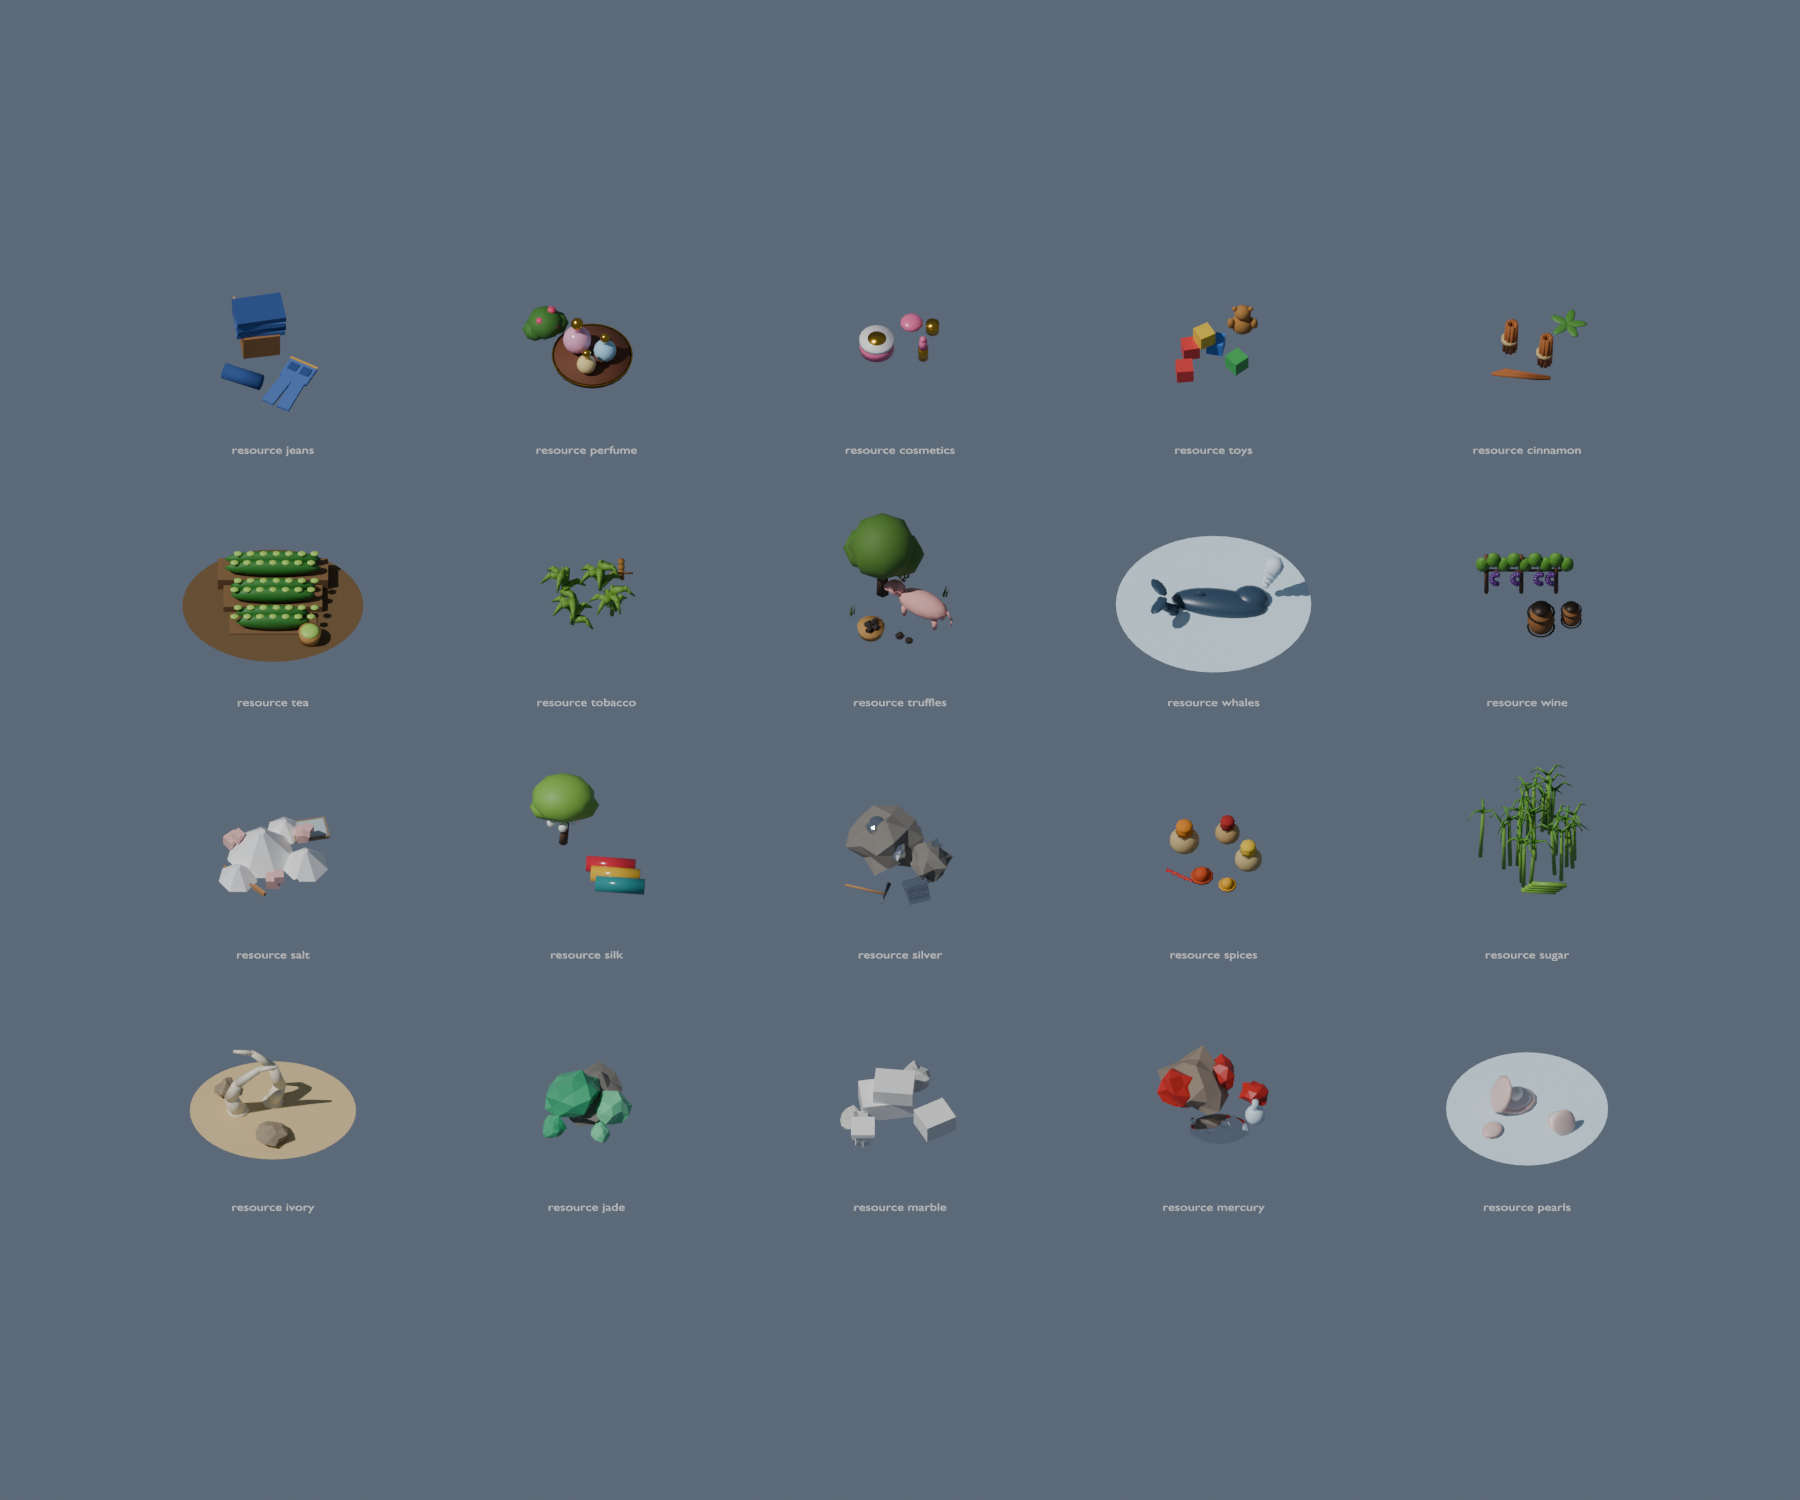 resource jeans
resource perfume
resource cosmetics
resource toys
resource cinnamon
resource tea
resource tobacco
resource truffles
resource whales
resource wine
resource salt
resource silk
resource silver
resource spices
resource sugar
resource ivory
resource jade
resource marble
resource mercury
resource pearls